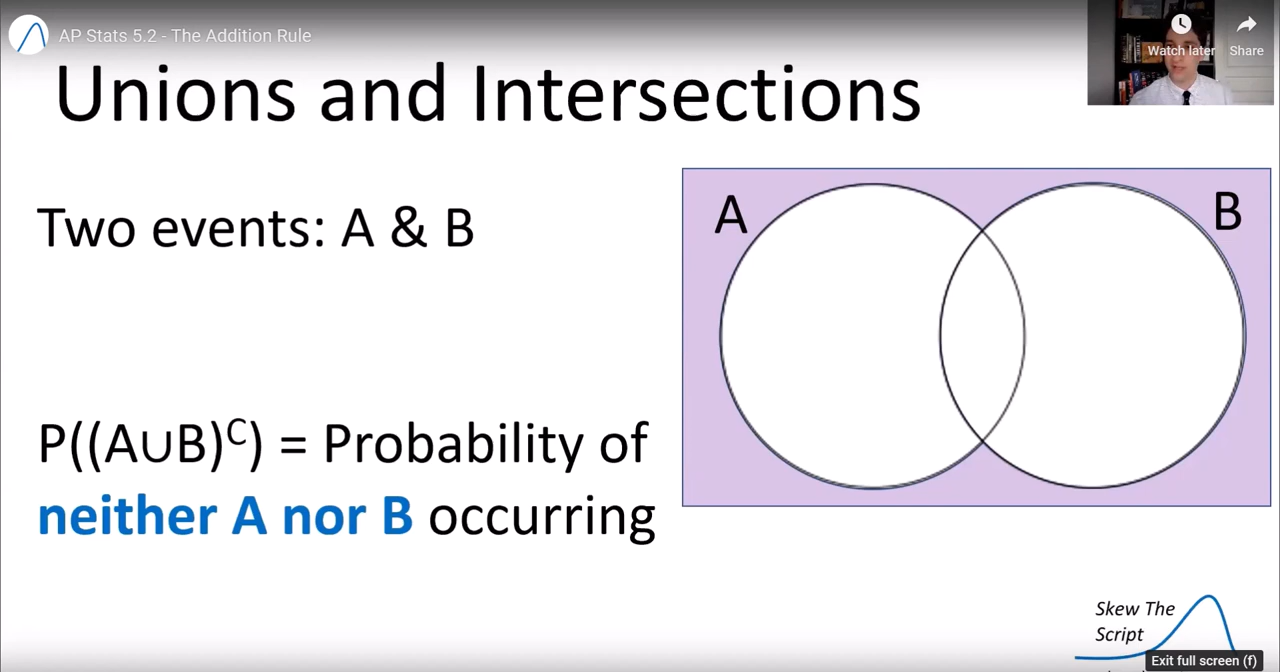 AP Stats 5.2 - The Addition Rule
Watch later
Share
Unions and Intersections
Two events: A & B
A
B
P((A∪B)ᶜ) = Probability of
neither A nor B occurring
Skew The
Script
Exit full screen (f)